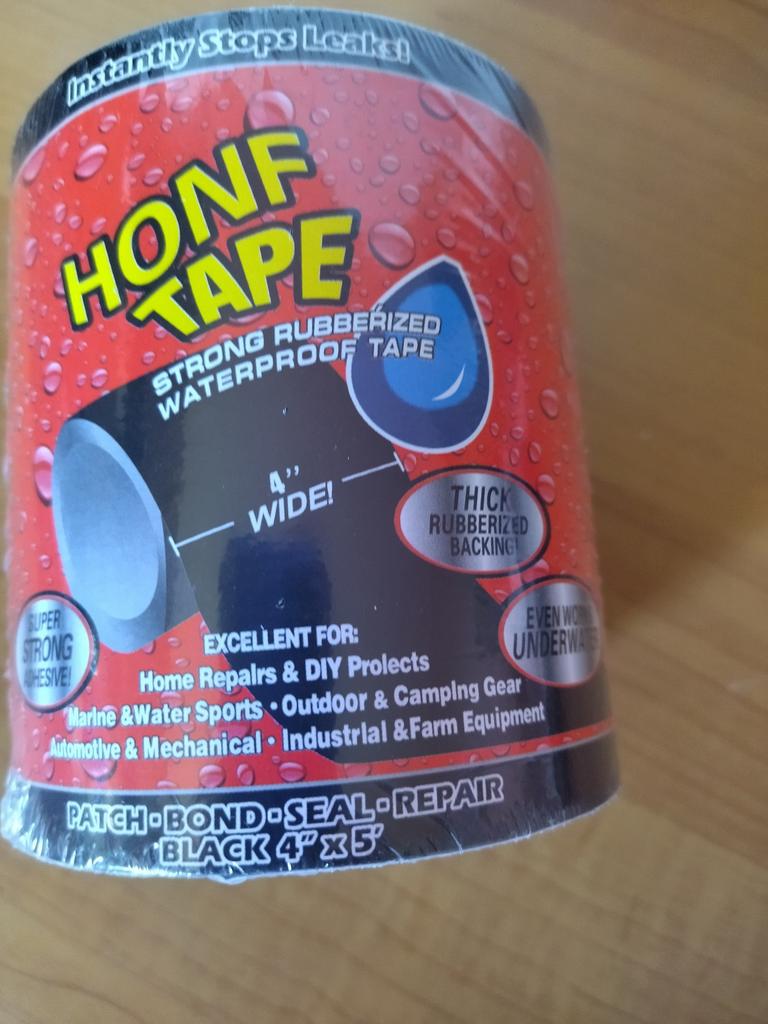 Instantly Stops Leaks!
HONF
TAPE
STRONG RUBBERIZED
WATERPROOF TAPE
4''
WIDE!
THICK
RUBBERIZED
BACKING!
SUPER
STRONG
ADHESIVE!
EVEN WORKS
UNDERWATER
EXCELLENT FOR:
Home Repairs & DIY Prolects
Marine &Water Sports · Outdoor & Camping Gear
Automotive & Mechanical · Industrial &Farm Equipment
PATCH·BOND·SEAL·REPAIR
BLACK 4" x 5'